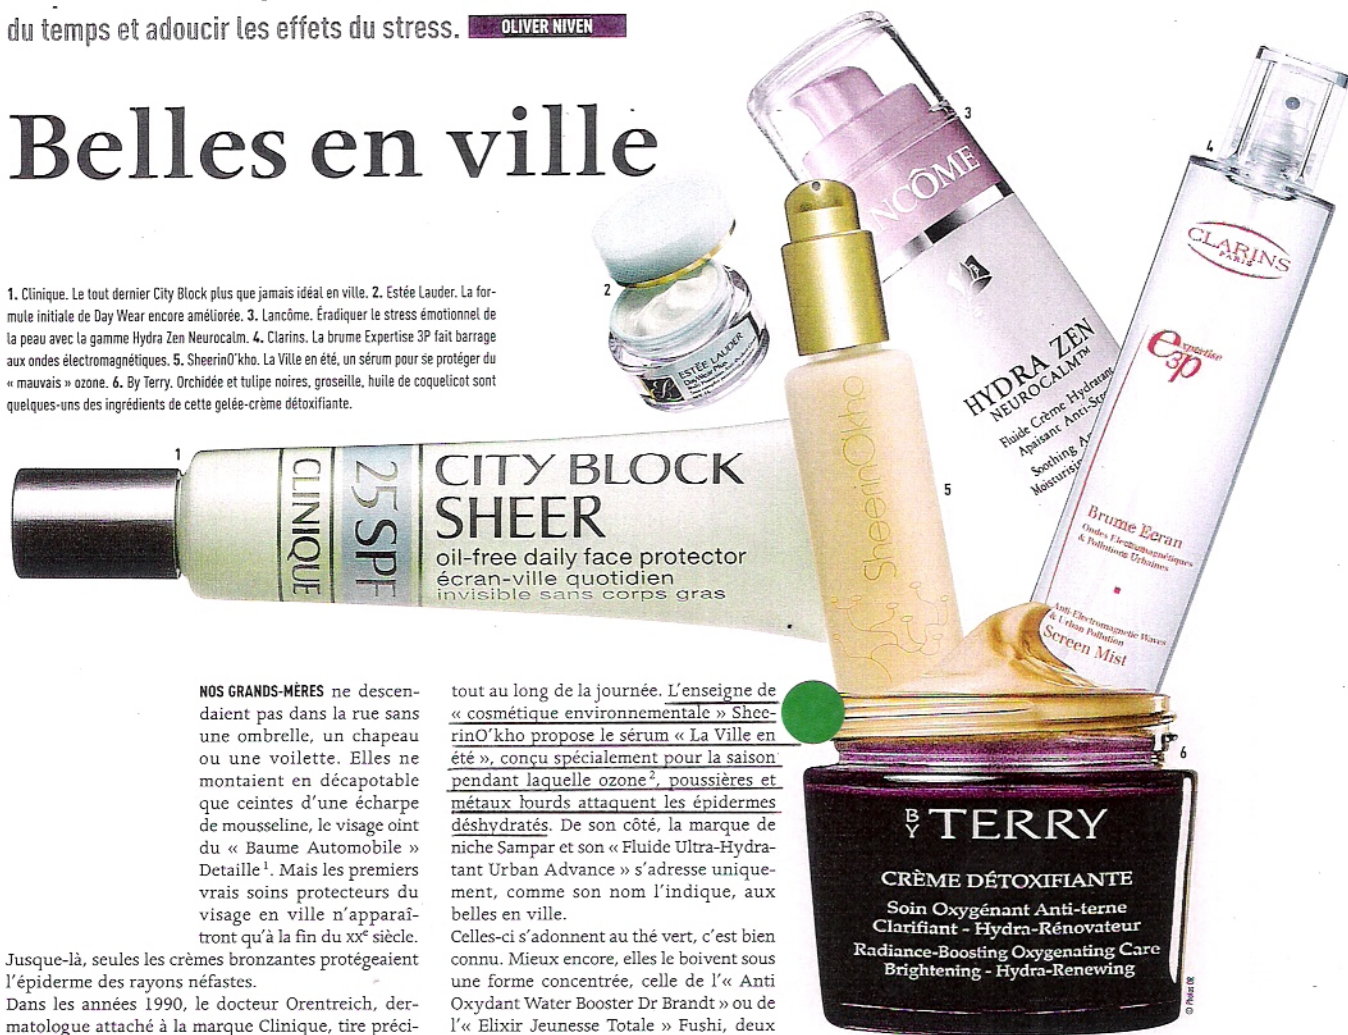 du temps et adoucir les effets du stress. OLIVER NIVEN
Belles en ville
1. Clinique. Le tout dernier City Block plus que jamais idéal en ville. 2. Estée Lauder. La for-
mule initiale de Day Wear encore améliorée. 3. Lancôme. Éradiquer le stress émotionnel de
la peau avec la gamme Hydra Zen Neurocalm. 4. Clarins. La brume Expertise 3P fait barrage
aux ondes électromagnétiques. 5. SheerinO'kho. La Ville en été, un sérum pour se protéger du
« mauvais » ozone. 6. By Terry. Orchidée et tulipe noires, groseille, huile de coquelicot sont
quelques-uns des ingrédients de cette gelée-crème détoxifiante.
1
CLINIQUE
25 SPF
CITY BLOCK
SHEER
oil-free daily face protector
écran-ville quotidien
invisible sans corps gras
2
ESTĒE LAUDER
DayWear Plus
3
NCÔME
HYDRA ZEN
NEUROCALM™
Fluide Crème Hydratant
Apaisant Anti-Stre
Soothing A
Moisturisi
4
CLARINS
PARIS
expertise
3p
Brume Ecran
Ondes Electromagnétiques
& Pollutions Urbaines
Anti-Electromagnetic Waves
& Urban Pollution
Screen Mist
5
SheerinO'kho
6
BY TERRY
CRÈME DÉTOXIFIANTE
Soin Oxygénant Anti-terne
Clarifiant - Hydra-Rénovateur
Radiance-Boosting Oxygenating Care
Brightening - Hydra-Renewing
© Photos DR
NOS GRANDS-MÈRES ne descen-
daient pas dans la rue sans
une ombrelle, un chapeau
ou une voilette. Elles ne
montaient en décapotable
que ceintes d'une écharpe
de mousseline, le visage oint
du « Baume Automobile »
Detaille¹. Mais les premiers
vrais soins protecteurs du
visage en ville n'apparaî-
tront qu'à la fin du XXe siècle.
Jusque-là, seules les crèmes bronzantes protégeaient
l'épiderme des rayons néfastes.
Dans les années 1990, le docteur Orentreich, der-
matologue attaché à la marque Clinique, tire préci-
tout au long de la journée. L'enseigne de
« cosmétique environnementale » Shee-
rinO'kho propose le sérum « La Ville en
été », conçu spécialement pour la saison
pendant laquelle ozone², poussières et
métaux lourds attaquent les épidermes
déshydratés. De son côté, la marque de
niche Sampar et son « Fluide Ultra-Hydra-
tant Urban Advance » s'adresse unique-
ment, comme son nom l'indique, aux
belles en ville.
Celles-ci s'adonnent au thé vert, c'est bien
connu. Mieux encore, elles le boivent sous
une forme concentrée, celle de l'« Anti
Oxydant Water Booster Dr Brandt » ou de
l'« Elixir Jeunesse Totale » Fushi, deux